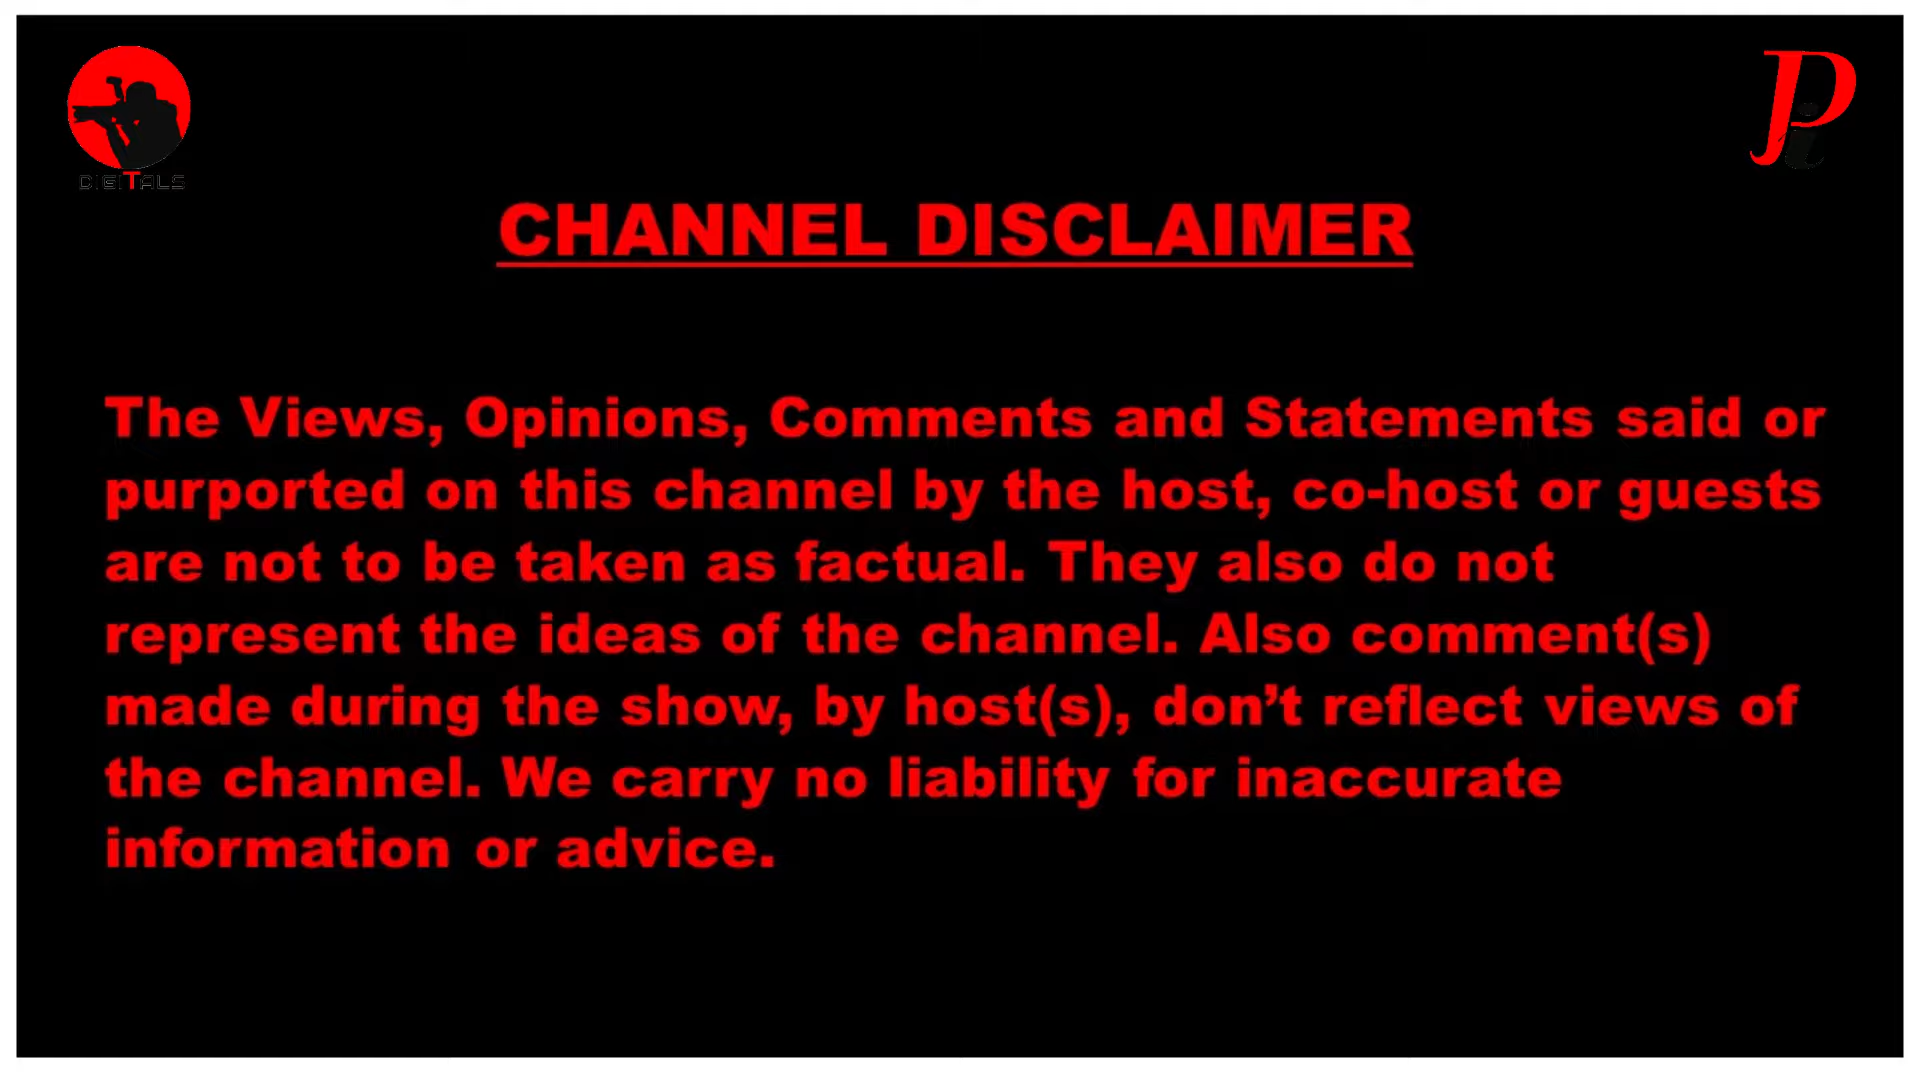 DIGITALS
JPi
CHANNEL DISCLAIMER
The Views, Opinions, Comments and Statements said or
purported on this channel by the host, co-host or guests
are not to be taken as factual. They also do not
represent the ideas of the channel. Also comment(s)
made during the show, by host(s), don’t reflect views of
the channel. We carry no liability for inaccurate
information or advice.